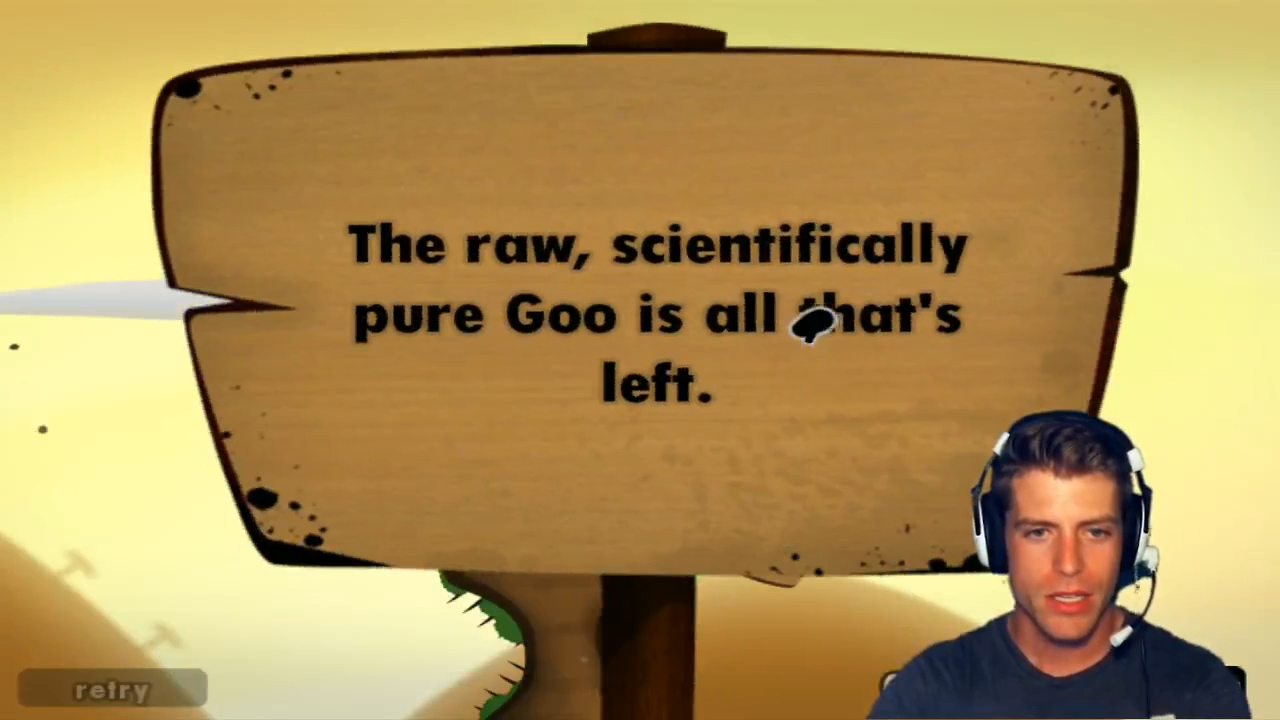 The raw, scientifically
pure Goo is all that's
left.
retry